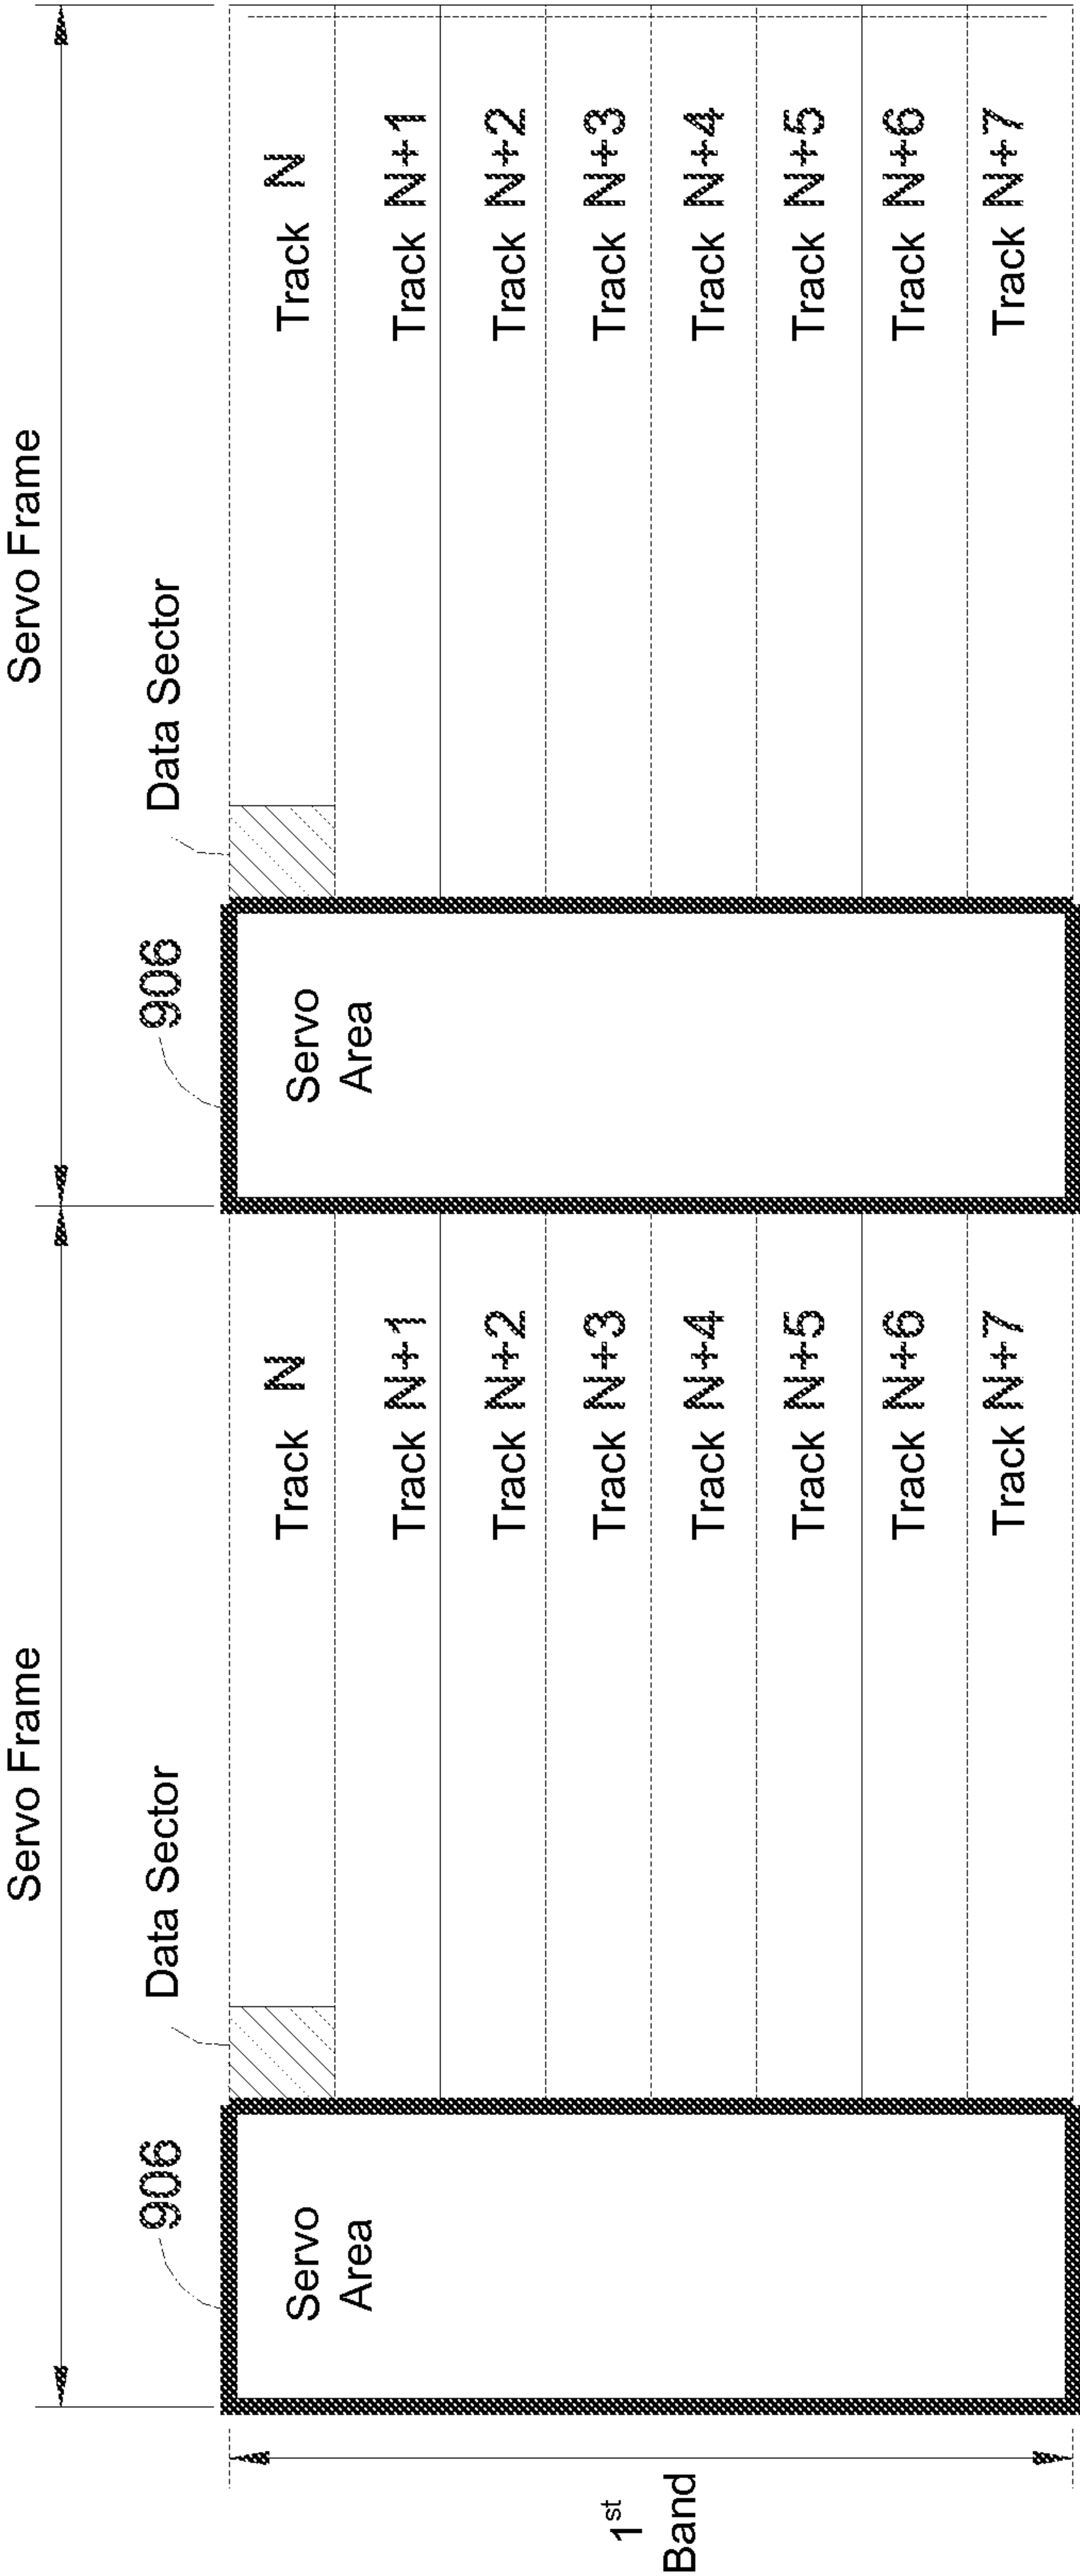 Servo Frame
Servo Frame
906
Data Sector
906
Data Sector
Servo
Area
Track N
Track N+1
Track N+2
Track N+3
Track N+4
Track N+5
Track N+6
Track N+7
Servo
Area
Track N
Track N+1
Track N+2
Track N+3
Track N+4
Track N+5
Track N+6
Track N+7
1st
Band